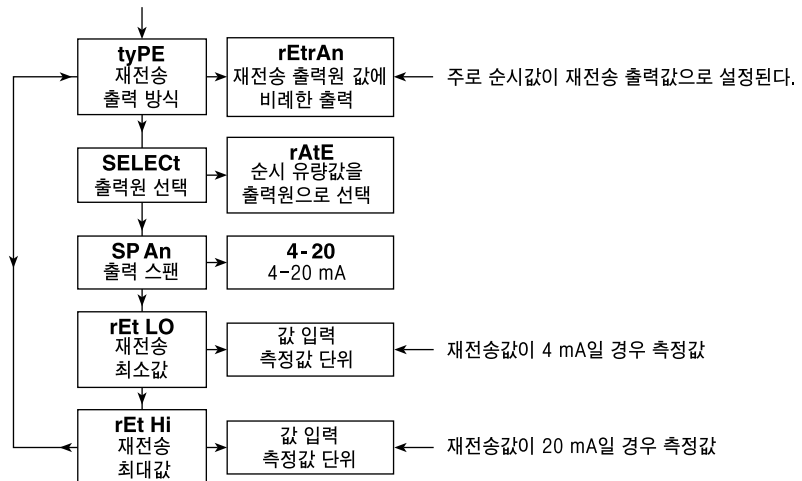 tyPE
재전송
출력 방식
rEtrAn
재전송 출력원 값에
비례한 출력
주로 순시값이 재전송 출력값으로 설정된다.
SELECt
출력원 선택
rAtE
순시 유량값을
출력원으로 선택
SP An
출력 스팬
4-20
4-20 mA
rEt LO
재전송
최소값
값 입력
측정값 단위
재전송값이 4 mA일 경우 측정값
rEt Hi
재전송
최대값
값 입력
측정값 단위
재전송값이 20 mA일 경우 측정값